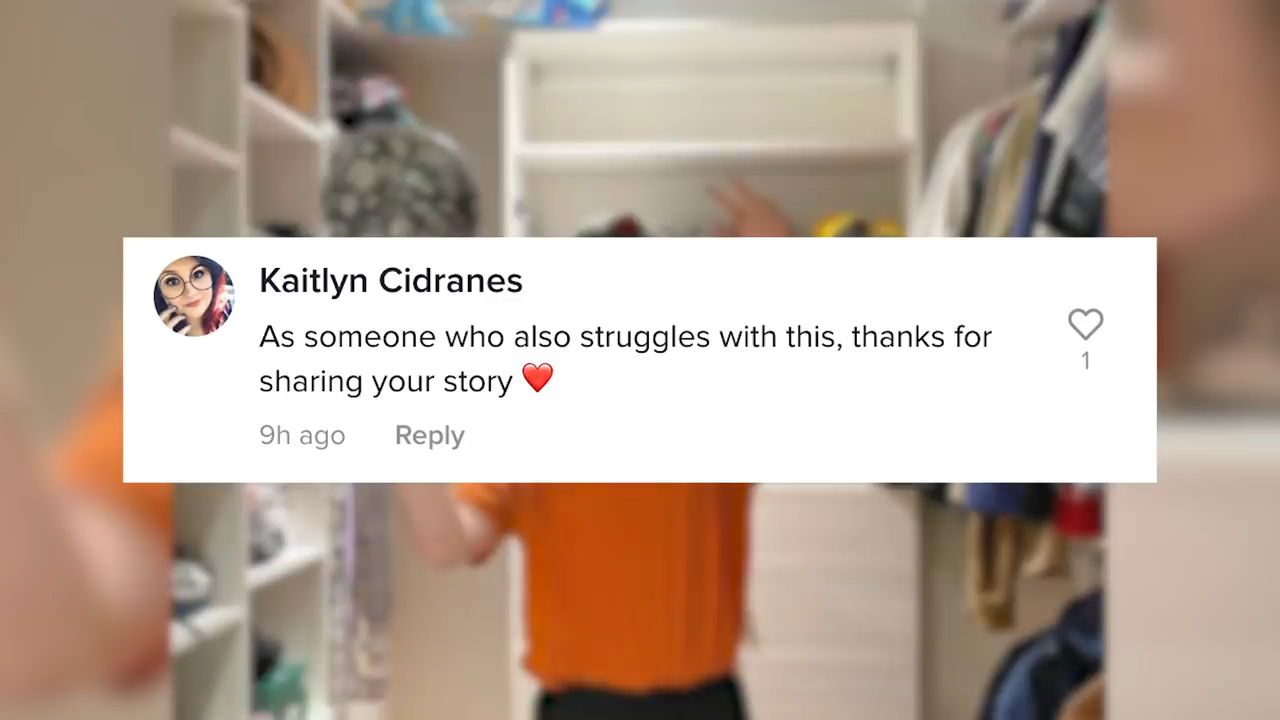 Kaitlyn Cidranes
As someone who also struggles with this, thanks for
sharing your story ❤️
1
9h ago Reply